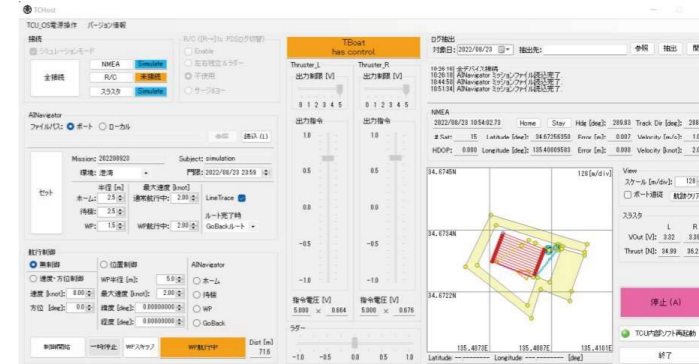 TCHost
TCU_OS電源操作 バージョン情報
接続
シミュレーションモード
全接続
NMEA Simulate
R/C 未接続
スラスタ Simulate
Enable
左右独立＆ラダー
不使用
サージ&ヨー
TBoat
has control.
Thruster_L Thruster_R
出力制限 [V] 出力制限 [V]
0 1 2 3 4 5 0 1 2 3 4 5
出力指令 出力指令
1.0 1.0
0.5 0.5
0.0 0.0
-0.5 -0.5
-1.0 -1.0
指令電圧 [V] 指令電圧 [V]
5.000 × 0.664 5.000 × 0.676
ラダー
-1.0 -0.5 0.0 0.5 1.0
AINavigator
ファイルパス: ポート ローカル
参照 読込 (L)
セット
Mission: 202208023 Subject: simulation
環境: 港湾 2022/08/23 23:59
半径 [m] 最大速度 [knot]
ホーム: 2.5 通常航行中: 2.00 LineTrace
待機: 2.5 ルート完了時
WP: 1.5 WP航行中: 2.00 GoBackルート
航行制御
無制御 位置制御 AINavigator
速度・方位制御 WP半径 [m]: 5.0 ホーム
速度 [knot]: 0.00 最大速度 [knot]: 2.00 待機
方位 [deg]: 0.0 緯度 [deg]: 0.00000000 WP
経度 [deg]: 0.00000000 GoBack
制御開始 一時停止 WPスキップ WP航行中 Dist [m]
71.6
ログ抽出
対象日: 2022/08/23 抽出先: 参照 抽出 開
10:26:16] 全デバイス接続
10:26:18] AINavigator ミッションファイル読込完了
10:44:50] AINavigator ミッションファイル読込完了
10:51:34] AINavigator ミッションファイル読込完了
NMEA
2022/08/23 10:54:02.73 Home Stay Hdg [deg]: 289.83 Track Dir [deg]: 288
# Sat: 15 Latitude [deg]: 34.67256350 Error [m]: 0.007 Velocity [m/s]: 1.0
HDOP: 0.800 Longitude [deg]: 135.40809583 Error [m]: 0.008 Velocity [knot]: 2.0
34.6745N 120[m/div]
34.6734N
34.6722N
135.4073E 135.4087E 135.4101E
Latitude Longitude [deg]
View
スケール [m/div]: 120
ボート追従 航跡クリア
スラスタ
L R
VOut [V]: 3.32 3.38
Thrust [N]: 34.99 36.2
停止 (A)
TCU内部ソフト再起動
終了